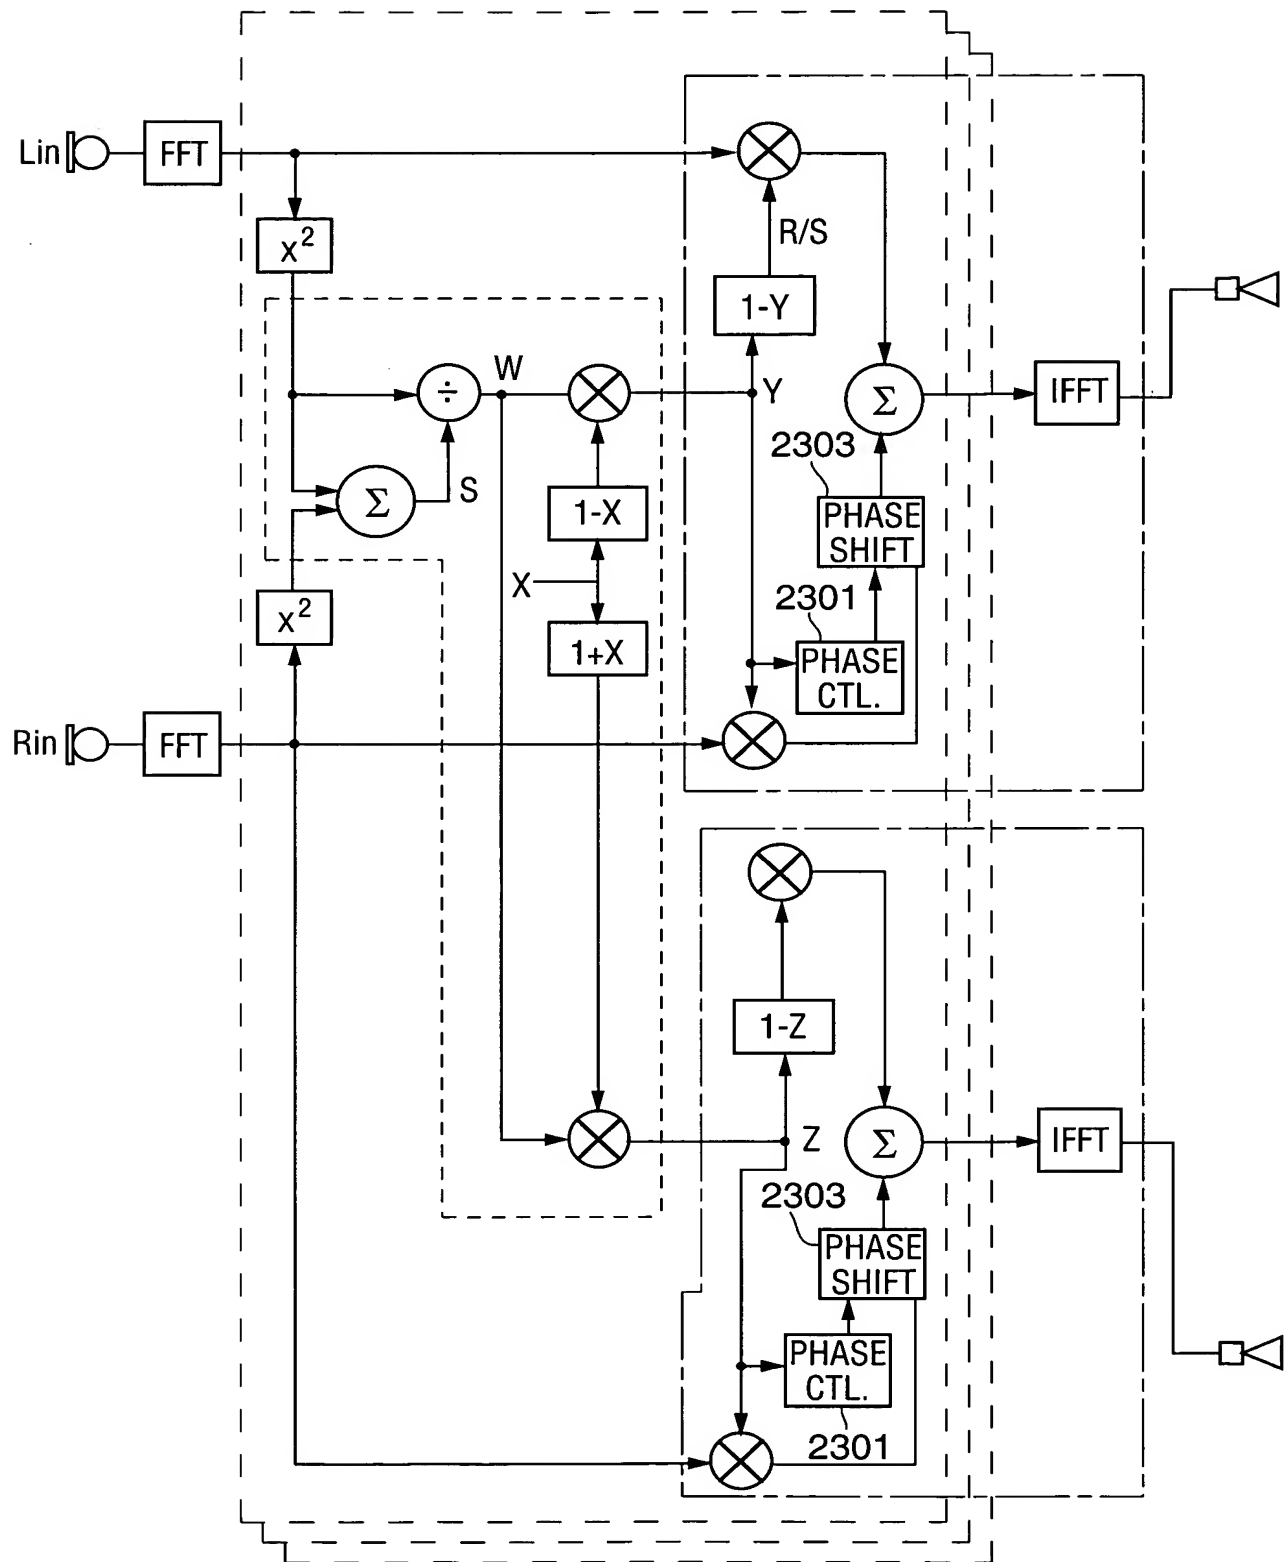 Lin
FFT
x²
R/S
1-Y
W
÷
Y
Σ
IFFT
2303
S
Σ
1-X
PHASE
SHIFT
X
2301
x²
1+X
PHASE
CTL.
Rin
FFT
1-Z
Z
Σ
IFFT
2303
PHASE
SHIFT
PHASE
CTL.
2301